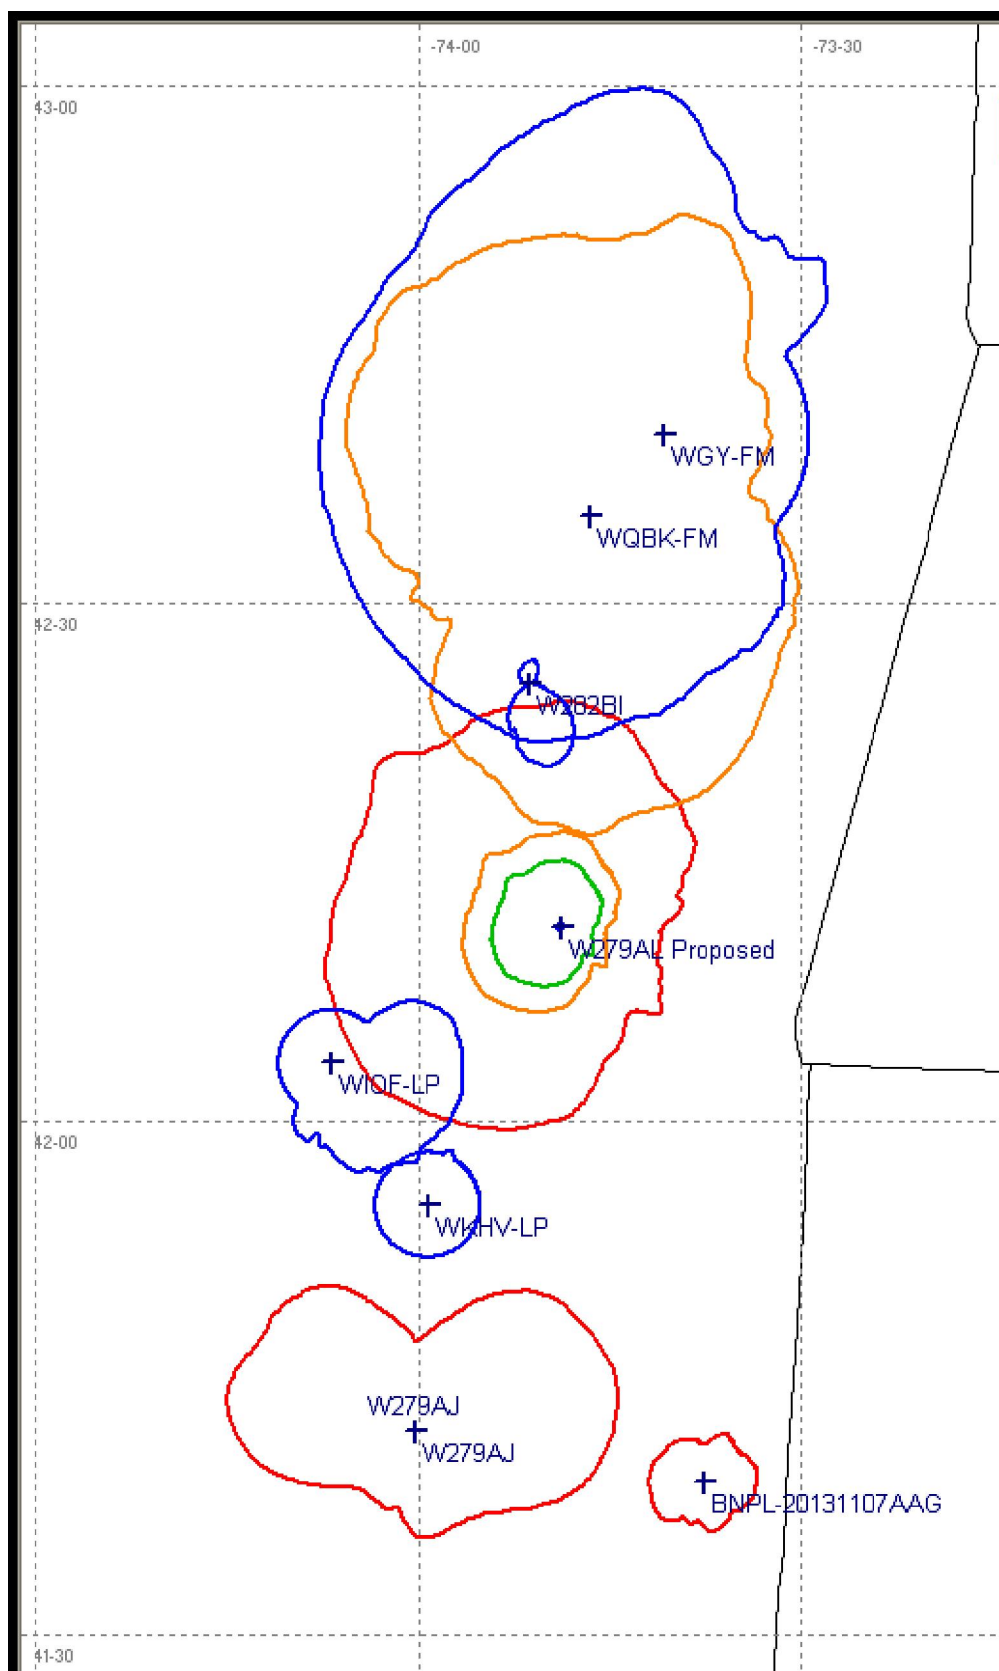 -74-00
-73-30
43-00
WGY-FM
WQBK-FM
42-30
W282BI
W279AL Proposed
WIOF-LP
42-00
WKHV-LP
W279AJ
W279AJ
BNPL-20131107AAG
41-30